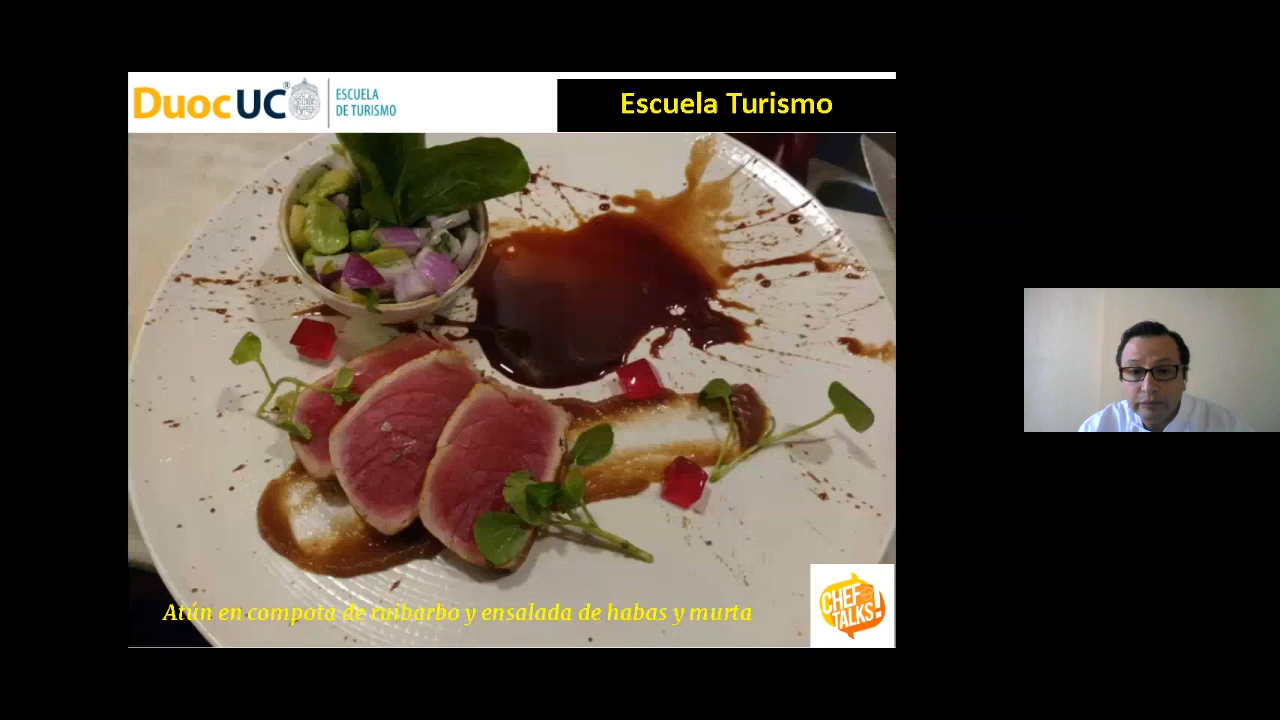 Duoc UC®
ESCUELA
DE TURISMO
Escuela Turismo
Atún en compota de ruibarbo y ensalada de habas y murta
CHEF
TALKS!